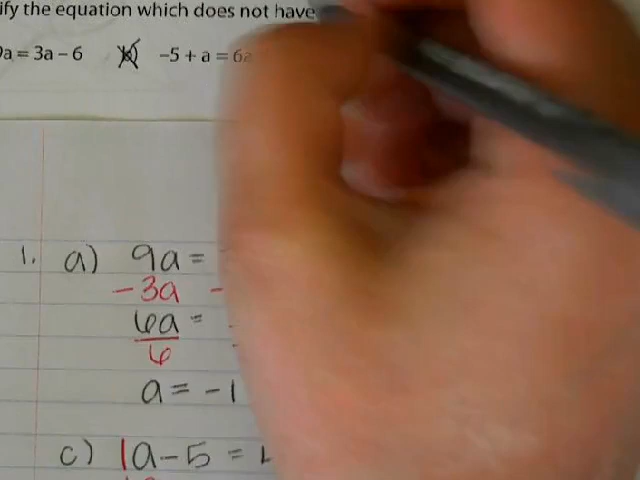 ify the equation which does not have
9a = 3a – 6 -5 + a = 6a
1. a) 9a =
-3a -
6a =
6
a = -1
c) 1a - 5 =